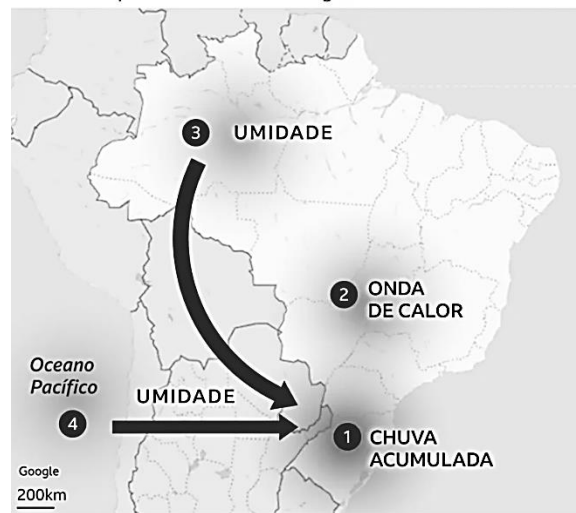 3
UMIDADE
2
ONDA
DE CALOR
Oceano
Pacífico
UMIDADE
4
1
CHUVA
ACUMULADA
Google
200km